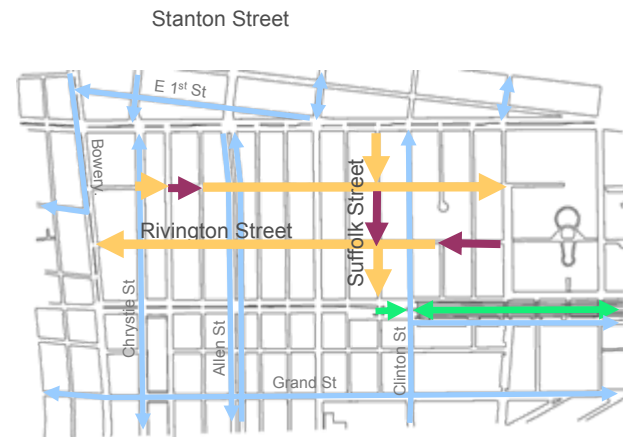 Stanton Street
E 1st St
Bowery.
Rivington Street
Suffolk Street
Chrystie St
Allen St
Clinton St
Grand St